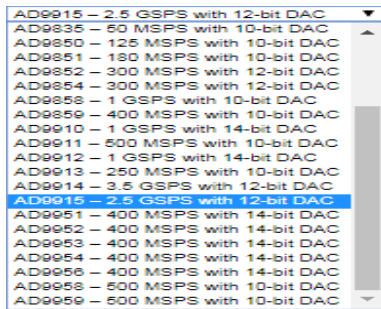 AD9915 – 2.5 GSPS with 12-bit DAC
AD9835 – 50 MSPS with 10-bit DAC
AD9850 – 125 MSPS with 10-bit DAC
AD9851 – 180 MSPS with 10-bit DAC
AD9852 – 300 MSPS with 12-bit DAC
AD9854 – 300 MSPS with 12-bit DAC
AD9858 – 1 GSPS with 10-bit DAC
AD9859 – 400 MSPS with 10-bit DAC
AD9910 – 1 GSPS with 14-bit DAC
AD9911 – 500 MSPS with 10-bit DAC
AD9912 – 1 GSPS with 14-bit DAC
AD9913 – 250 MSPS with 10-bit DAC
AD9914 – 3.5 GSPS with 12-bit DAC
AD9915 – 2.5 GSPS with 12-bit DAC
AD9951 – 400 MSPS with 14-bit DAC
AD9952 – 400 MSPS with 14-bit DAC
AD9953 – 400 MSPS with 14-bit DAC
AD9954 – 400 MSPS with 14-bit DAC
AD9956 – 400 MSPS with 14-bit DAC
AD9958 – 500 MSPS with 10-bit DAC
AD9959 – 500 MSPS with 10-bit DAC